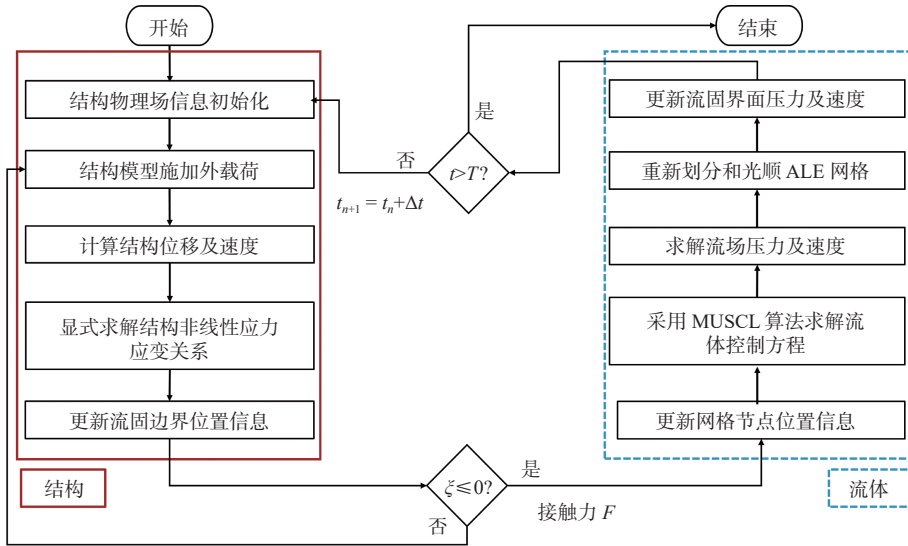 开始
结构物理场信息初始化
结构模型施加外载荷
计算结构位移及速度
显式求解结构非线性应力
应变关系
更新流固边界位置信息
结构
ξ≤0?
是
否
接触力 F
更新网格节点位置信息
采用 MUSCL 算法求解流
体控制方程
求解流场压力及速度
重新划分和光顺 ALE 网格
更新流固界面压力及速度
流体
t>T?
是
否
tₙ₊₁ = tₙ+Δt
结束